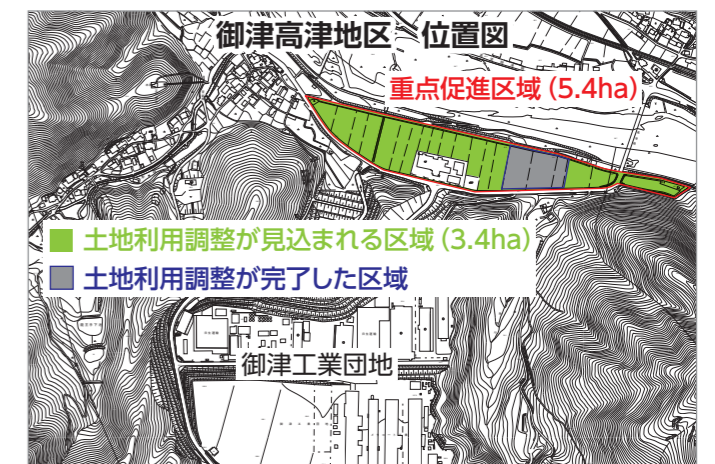 御津高津地区 位置図
重点促進区域（5.4ha）
土地利用調整が見込まれる区域（3.4ha）
土地利用調整が完了した区域
御津工業団地